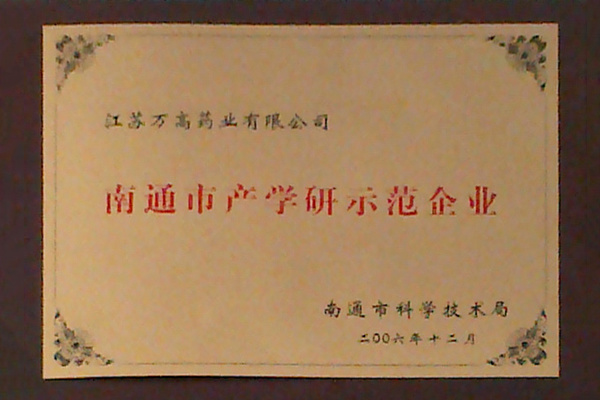 江苏万高药业有限公司
南通市产学研示范企业
南通市科学技术局
二00六年十二月